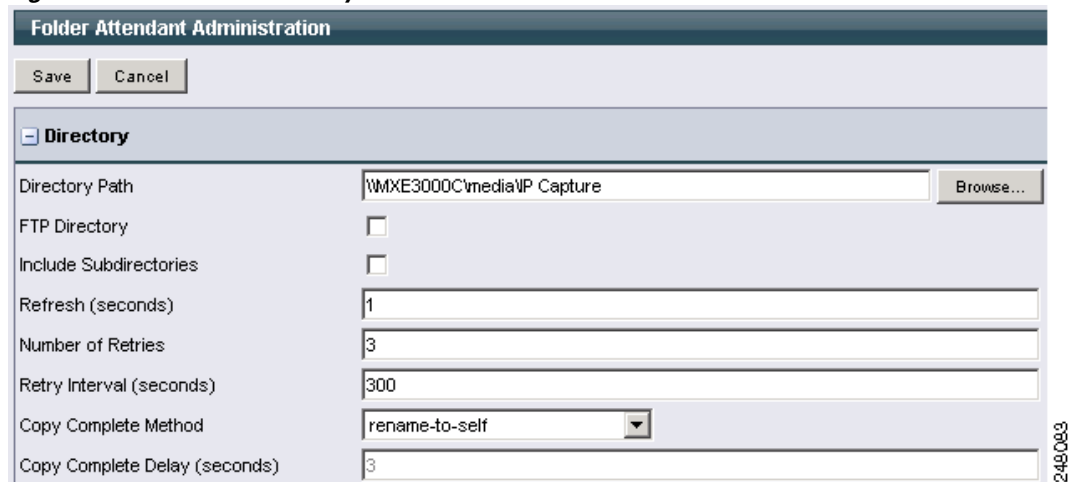 Folder Attendant Administration
Save Cancel
Directory
Directory Path \\MXE3000C\media\IP Capture Browse...
FTP Directory
Include Subdirectories
Refresh (seconds) 1
Number of Retries 3
Retry Interval (seconds) 300
Copy Complete Method rename-to-self
Copy Complete Delay (seconds) 3
248083